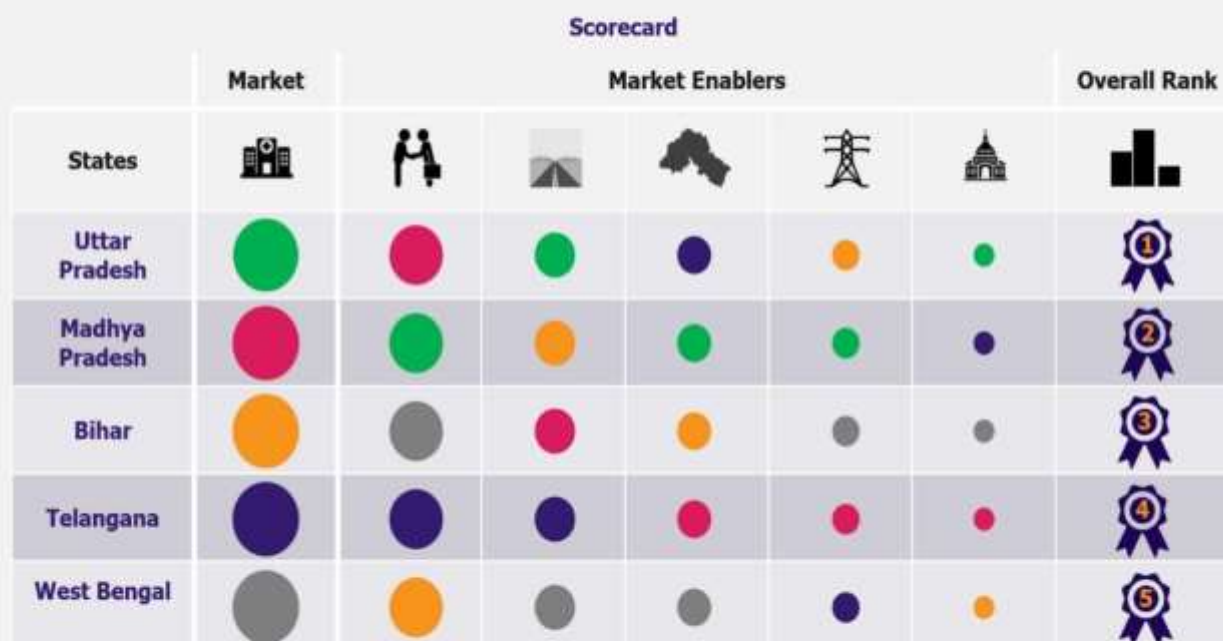 Scorecard
Market Market Enablers Overall Rank
States
Uttar
Pradesh
1
Madhya
Pradesh
2
Bihar
3
Telangana
4
West Bengal
5